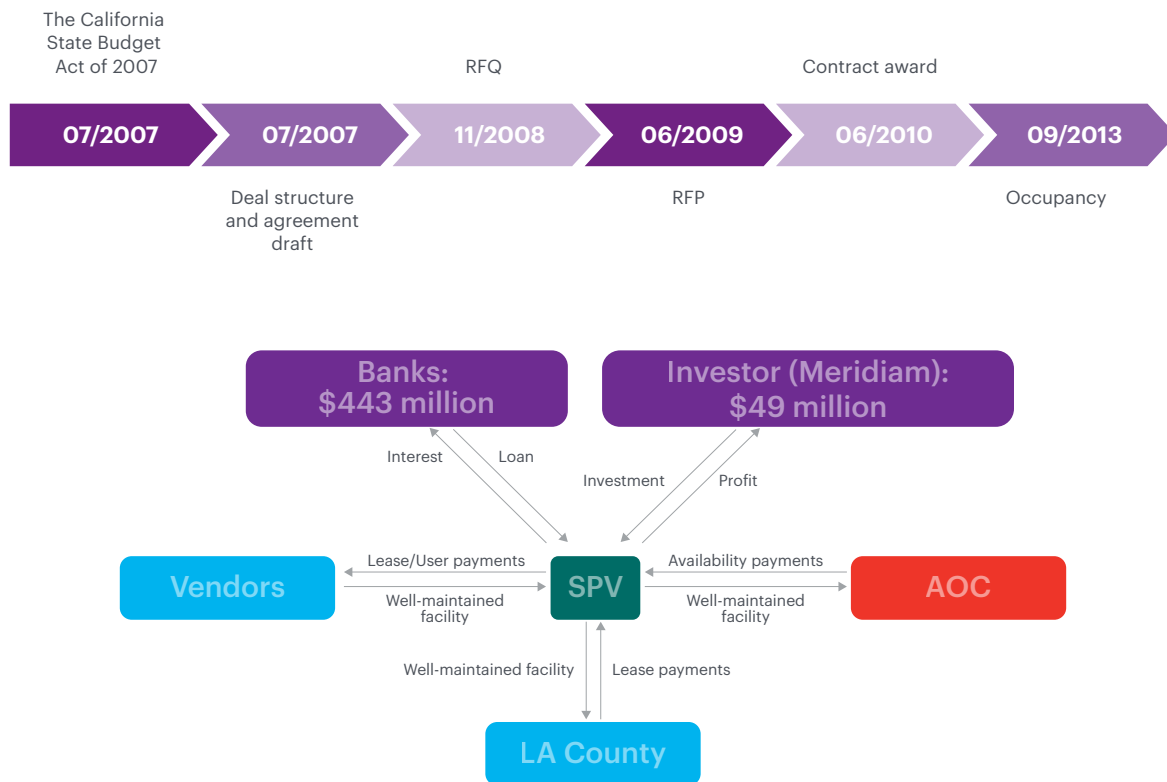 The California
State Budget
Act of 2007
RFQ
Contract award
07/2007
07/2007
11/2008
06/2009
06/2010
09/2013
Deal structure
and agreement
draft
RFP
Occupancy
Banks:
$443 million
Investor (Meridiam):
$49 million
Interest
Loan
Investment
Profit
Vendors
Lease/User payments
Well-maintained
facility
SPV
Availability payments
Well-maintained
facility
AOC
Well-maintained facility
Lease payments
LA County